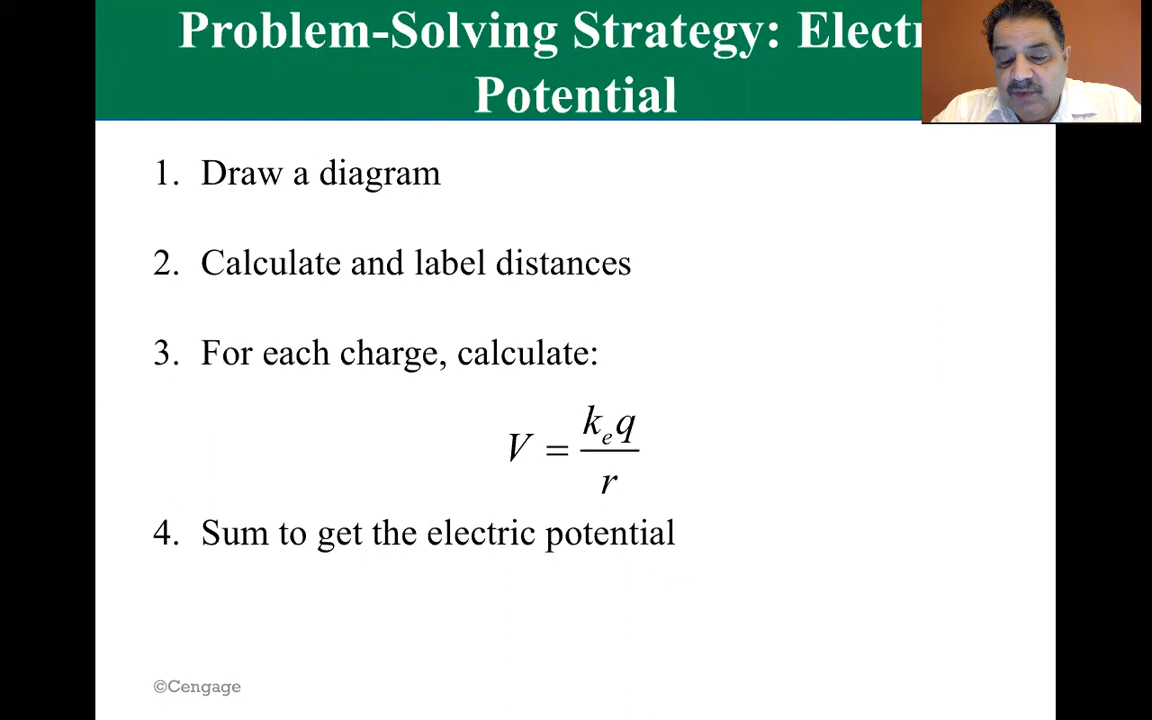 Problem-Solving Strategy: Electr
Potential
1. Draw a diagram
2. Calculate and label distances
3. For each charge, calculate:
V = k_e q / r
4. Sum to get the electric potential
©Cengage